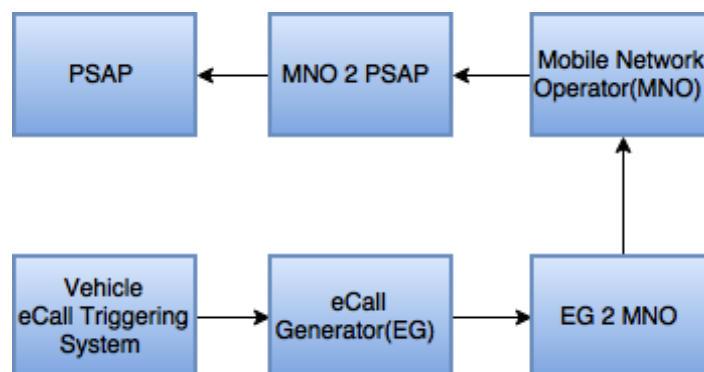 PSAP
MNO 2 PSAP
Mobile Network
Operator(MNO)
Vehicle
eCall Triggering
System
eCall
Generator(EG)
EG 2 MNO